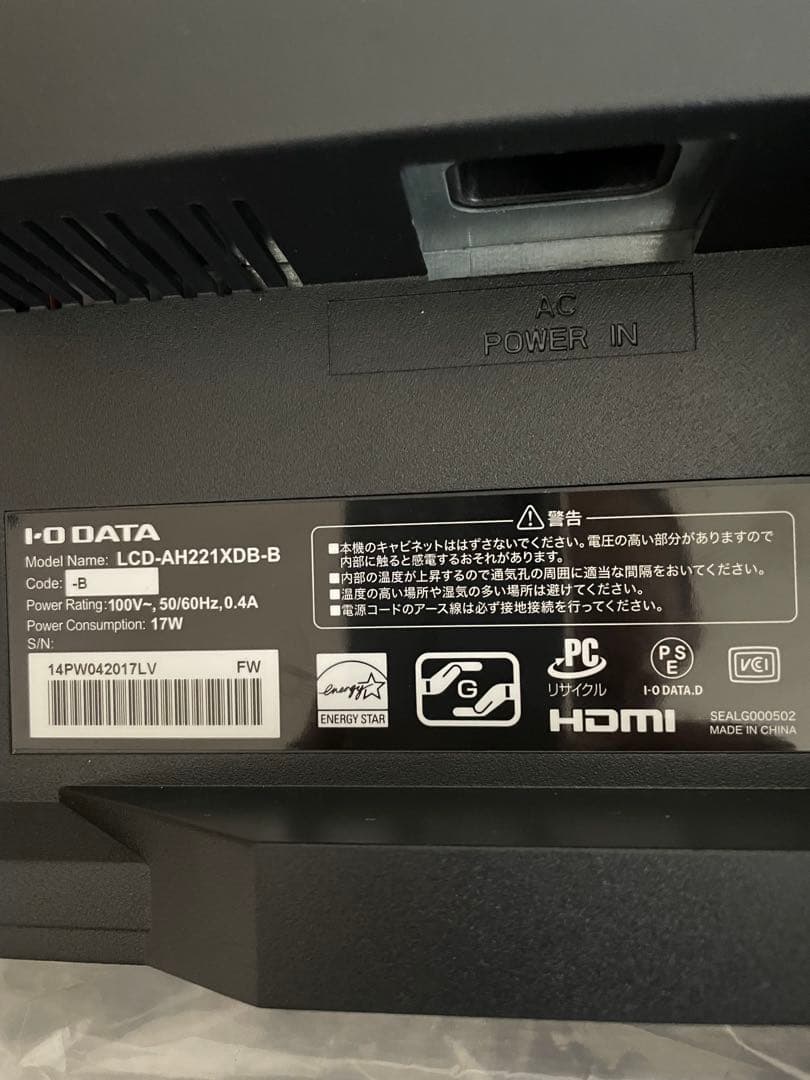 AC
POWER IN
I-O DATA
Model Name: LCD-AH221XDB-B
Code: -B
Power Rating: 100V~, 50/60Hz, 0.4A
Power Consumption: 17W
S/N:
14PW042017LV FW
⚠警告
■本機のキャビネットははずさないでください。電圧の高い部分がありますので
内部に触ると感電するおそれがあります。
■内部の温度が上昇するので通気孔の周囲に適当な間隔をおいてください。
■温度の高い場所や湿気の多い場所は避けてください。
■電源コードのアース線は必ず接地接続を行ってください。
energy
ENERGY STAR
G
PC
リサイクル
PS
E
I-O DATA.D
VCI
HDMI
SEALG000502
MADE IN CHINA